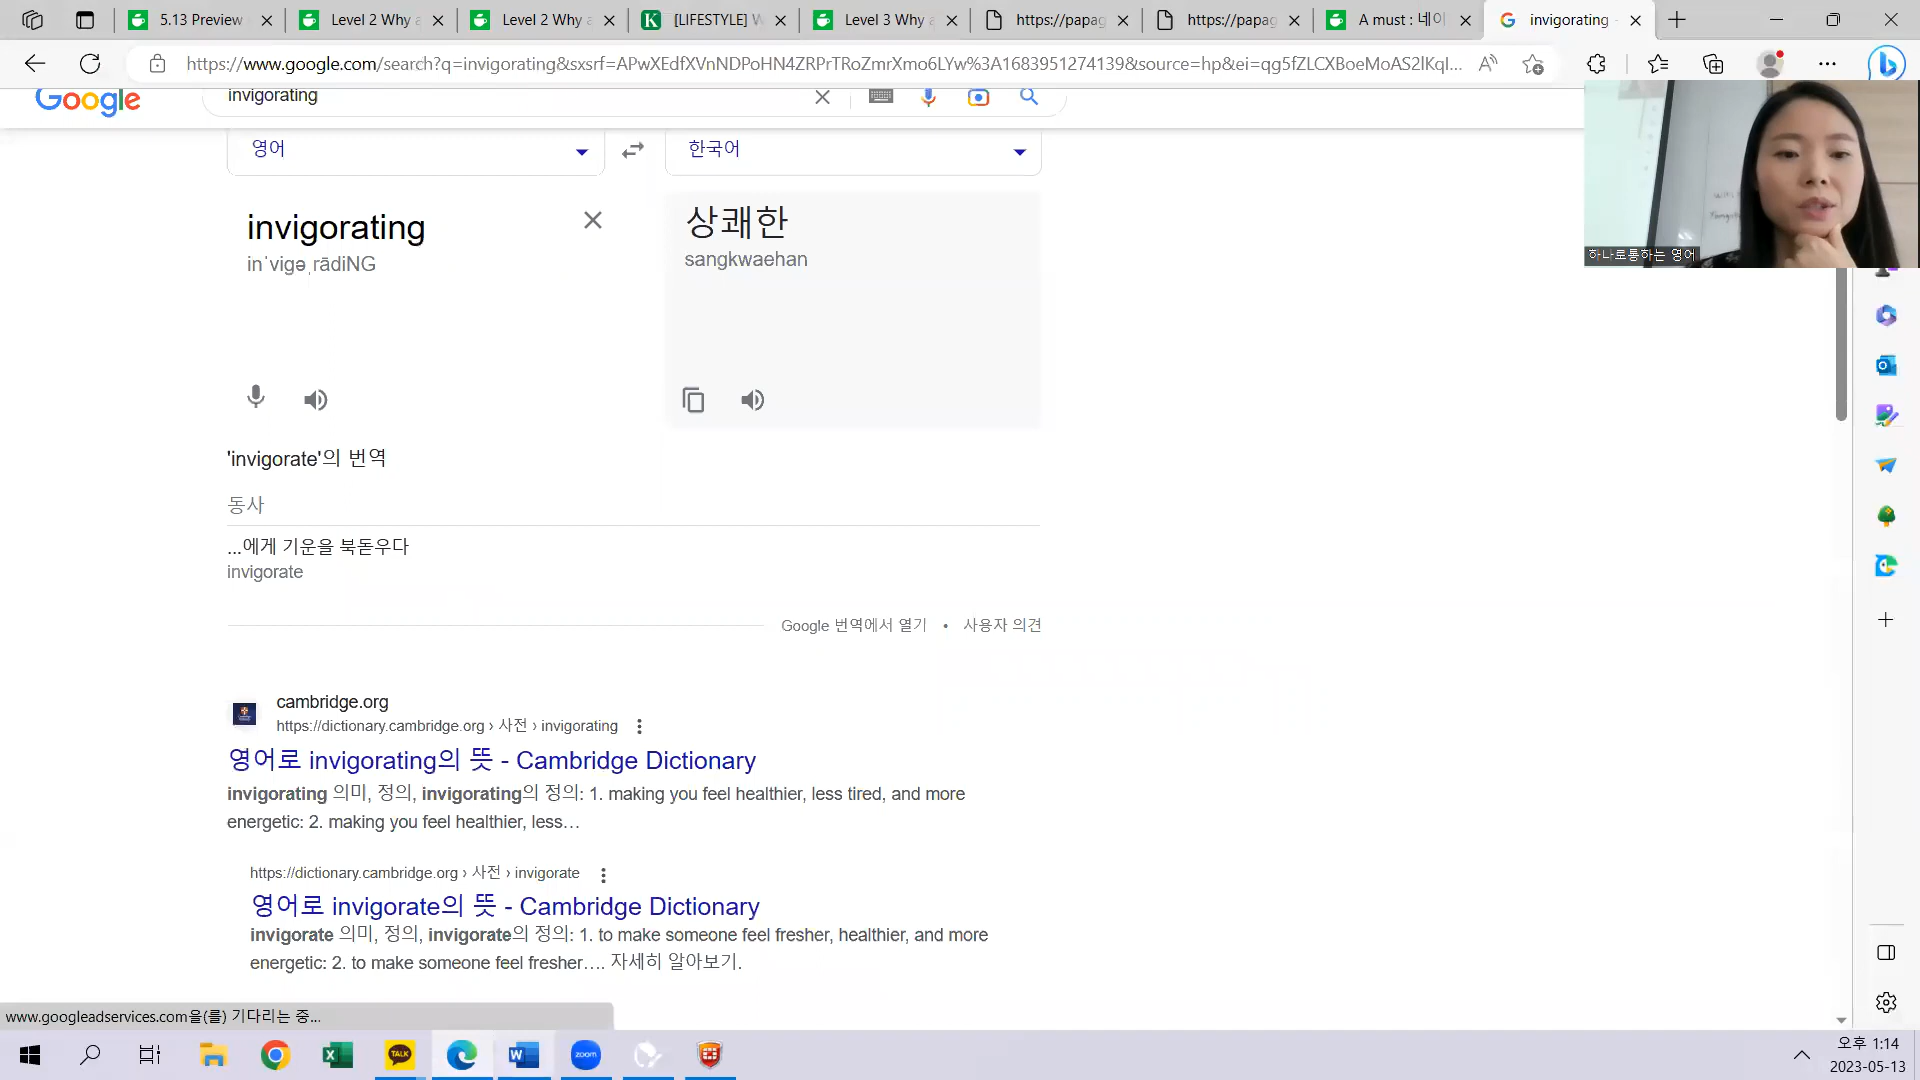 5.13 Preview
Level 2 Why a
Level 2 Why a
[LIFESTYLE] W
Level 3 Why a
https://papag
https://papag
A must : 네이
invigorating -
https://www.google.com/search?q=invigorating&sxsrf=APwXEdfXVnNDPoHN4ZRPrTRoZmrXmo6LYw%3A1683951274139&source=hp&ei=qg5fZLCXBoeMoAS2lKqI...
Google
invigorating
영어
한국어
invigorating
inˈviɡəˌrādiNG
상쾌한
sangkwaehan
'invigorate'의 번역
동사
...에게 기운을 북돋우다
invigorate
Google 번역에서 열기 • 사용자 의견
cambridge.org
https://dictionary.cambridge.org › 사전 › invigorating
영어로 invigorating의 뜻 - Cambridge Dictionary
invigorating 의미, 정의, invigorating의 정의: 1. making you feel healthier, less tired, and more
energetic: 2. making you feel healthier, less…
https://dictionary.cambridge.org › 사전 › invigorate
영어로 invigorate의 뜻 - Cambridge Dictionary
invigorate 의미, 정의, invigorate의 정의: 1. to make someone feel fresher, healthier, and more
energetic: 2. to make someone feel fresher…. 자세히 알아보기.
하나로통하는 영어
www.googleadservices.com을(를) 기다리는 중...
TALK
zoom
오후 1:14
2023-05-13